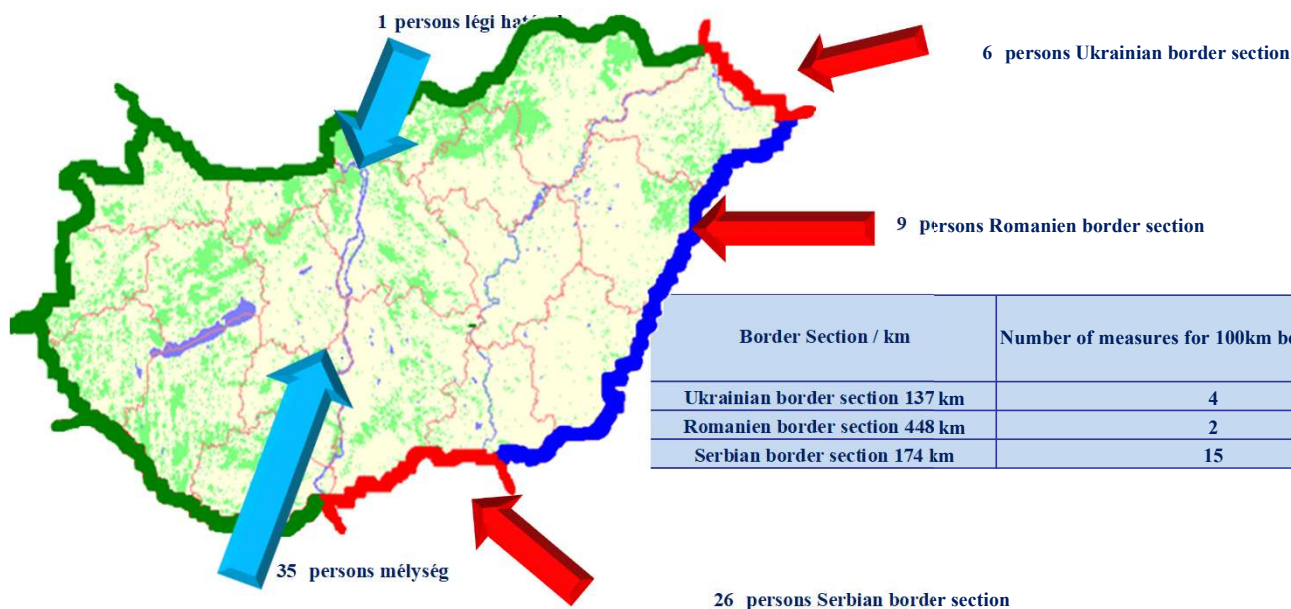 1 persons légi
6 persons Ukrainian border section
9 persons Romanien border section
Border Section / km Number of measures for 100km
Ukrainian border section 137 km 4
Romanien border section 448 km 2
Serbian border section 174 km 15
35 persons mélység
26 persons Serbian border section